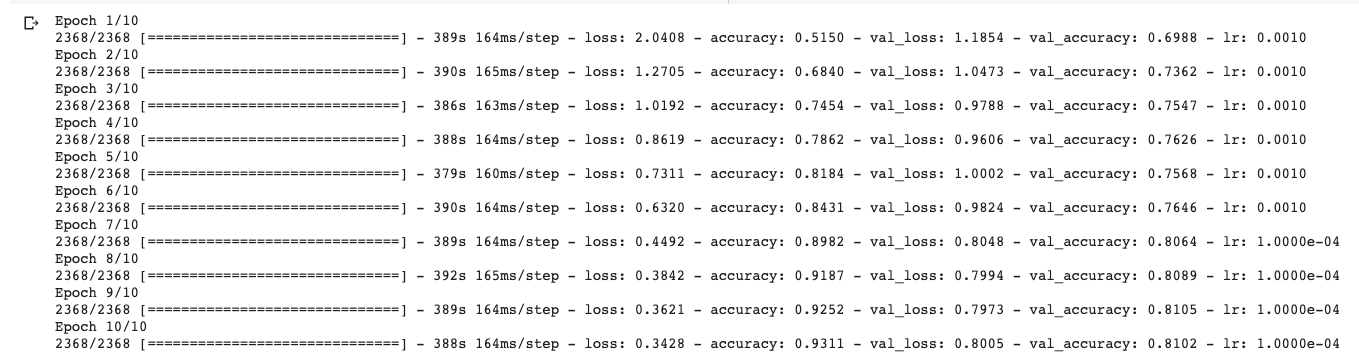 Epoch 1/10
2368/2368 [==============================] - 389s 164ms/step - loss: 2.0408 - accuracy: 0.5150 - val_loss: 1.1854 - val_accuracy: 0.6988 - lr: 0.0010
Epoch 2/10
2368/2368 [==============================] - 390s 165ms/step - loss: 1.2705 - accuracy: 0.6840 - val_loss: 1.0473 - val_accuracy: 0.7362 - lr: 0.0010
Epoch 3/10
2368/2368 [==============================] - 386s 163ms/step - loss: 1.0192 - accuracy: 0.7454 - val_loss: 0.9788 - val_accuracy: 0.7547 - lr: 0.0010
Epoch 4/10
2368/2368 [==============================] - 388s 164ms/step - loss: 0.8619 - accuracy: 0.7862 - val_loss: 0.9606 - val_accuracy: 0.7626 - lr: 0.0010
Epoch 5/10
2368/2368 [==============================] - 379s 160ms/step - loss: 0.7311 - accuracy: 0.8184 - val_loss: 1.0002 - val_accuracy: 0.7568 - lr: 0.0010
Epoch 6/10
2368/2368 [==============================] - 390s 164ms/step - loss: 0.6320 - accuracy: 0.8431 - val_loss: 0.9824 - val_accuracy: 0.7646 - lr: 0.0010
Epoch 7/10
2368/2368 [==============================] - 389s 164ms/step - loss: 0.4492 - accuracy: 0.8982 - val_loss: 0.8048 - val_accuracy: 0.8064 - lr: 1.0000e-04
Epoch 8/10
2368/2368 [==============================] - 392s 165ms/step - loss: 0.3842 - accuracy: 0.9187 - val_loss: 0.7994 - val_accuracy: 0.8089 - lr: 1.0000e-04
Epoch 9/10
2368/2368 [==============================] - 389s 164ms/step - loss: 0.3621 - accuracy: 0.9252 - val_loss: 0.7973 - val_accuracy: 0.8105 - lr: 1.0000e-04
Epoch 10/10
2368/2368 [==============================] - 388s 164ms/step - loss: 0.3428 - accuracy: 0.9311 - val_loss: 0.8005 - val_accuracy: 0.8102 - lr: 1.0000e-04